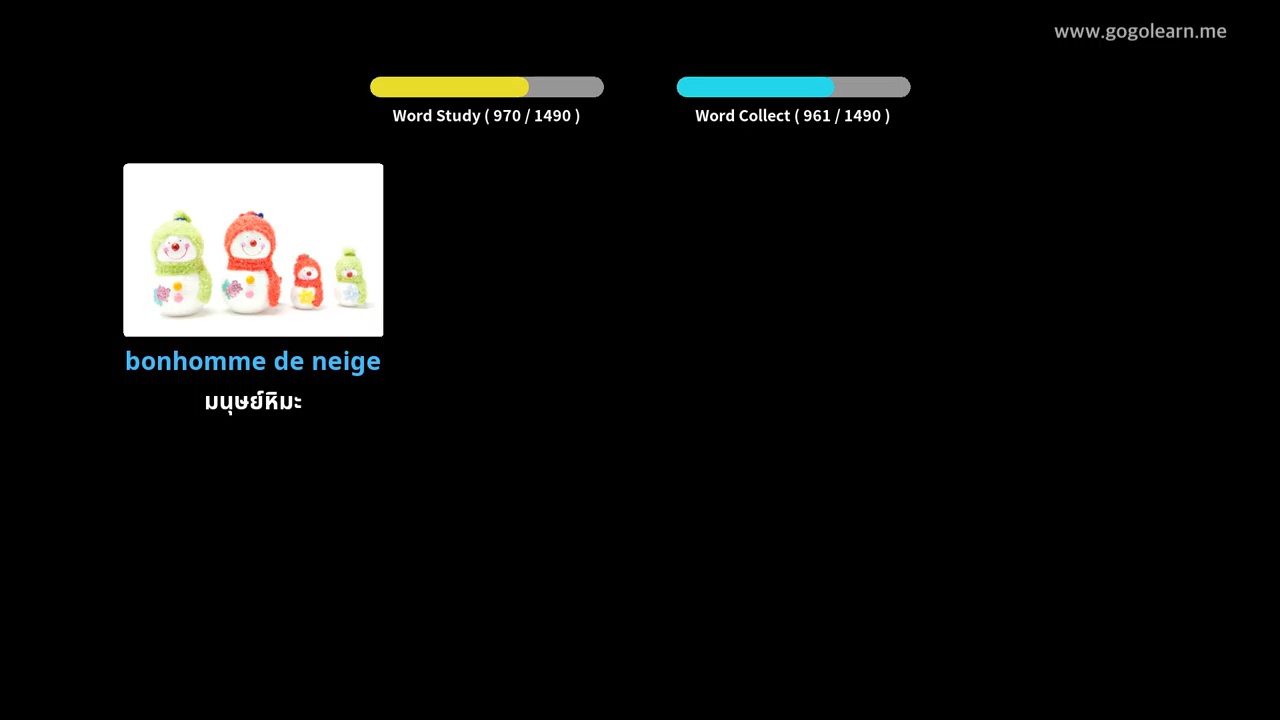 www.gogolearn.me
Word Study ( 970 / 1490 )
Word Collect ( 961 / 1490 )
bonhomme de neige
มนุษย์หิมะ